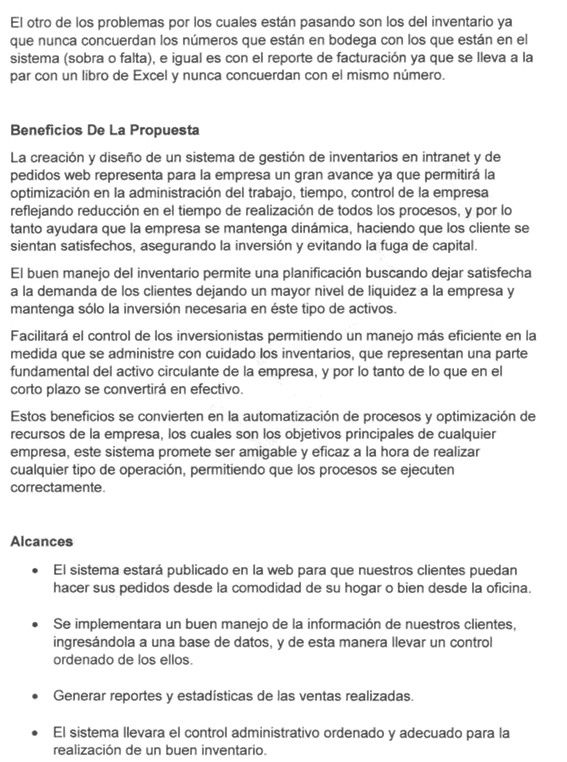 El otro de los problemas por los cuales están pasando son los del inventario ya
que nunca concuerdan los números que están en bodega con los que están en el
sistema (sobra o falta), e igual es con el reporte de facturación ya que se lleva a la
par con un libro de Excel y nunca concuerdan con el mismo número.
Beneficios De La Propuesta
La creación y diseño de un sistema de gestión de inventarios en intranet y de
pedidos web representa para la empresa un gran avance ya que permitirá la
optimización en la administración del trabajo, tiempo, control de la empresa
reflejando reducción en el tiempo de realización de todos los procesos, y por lo
tanto ayudara que la empresa se mantenga dinámica, haciendo que los cliente se
sientan satisfechos, asegurando la inversión y evitando la fuga de capital.
El buen manejo del inventario permite una planificación buscando dejar satisfecha
a la demanda de los clientes dejando un mayor nivel de liquidez a la empresa y
mantenga sólo la inversión necesaria en éste tipo de activos.
Facilitará el control de los inversionistas permitiendo un manejo más eficiente en la
medida que se administre con cuidado los inventarios, que representan una parte
fundamental del activo circulante de la empresa, y por lo tanto de lo que en el
corto plazo se convertirá en efectivo.
Estos beneficios se convierten en la automatización de procesos y optimización de
recursos de la empresa, los cuales son los objetivos principales de cualquier
empresa, este sistema promete ser amigable y eficaz a la hora de realizar
cualquier tipo de operación, permitiendo que los procesos se ejecuten
correctamente.
Alcances
• El sistema estará publicado en la web para que nuestros clientes puedan
hacer sus pedidos desde la comodidad de su hogar o bien desde la oficina.
• Se implementara un buen manejo de la información de nuestros clientes,
ingresándola a una base de datos, y de esta manera llevar un control
ordenado de los ellos.
• Generar reportes y estadísticas de las ventas realizadas.
• El sistema llevara el control administrativo ordenado y adecuado para la
realización de un buen inventario.